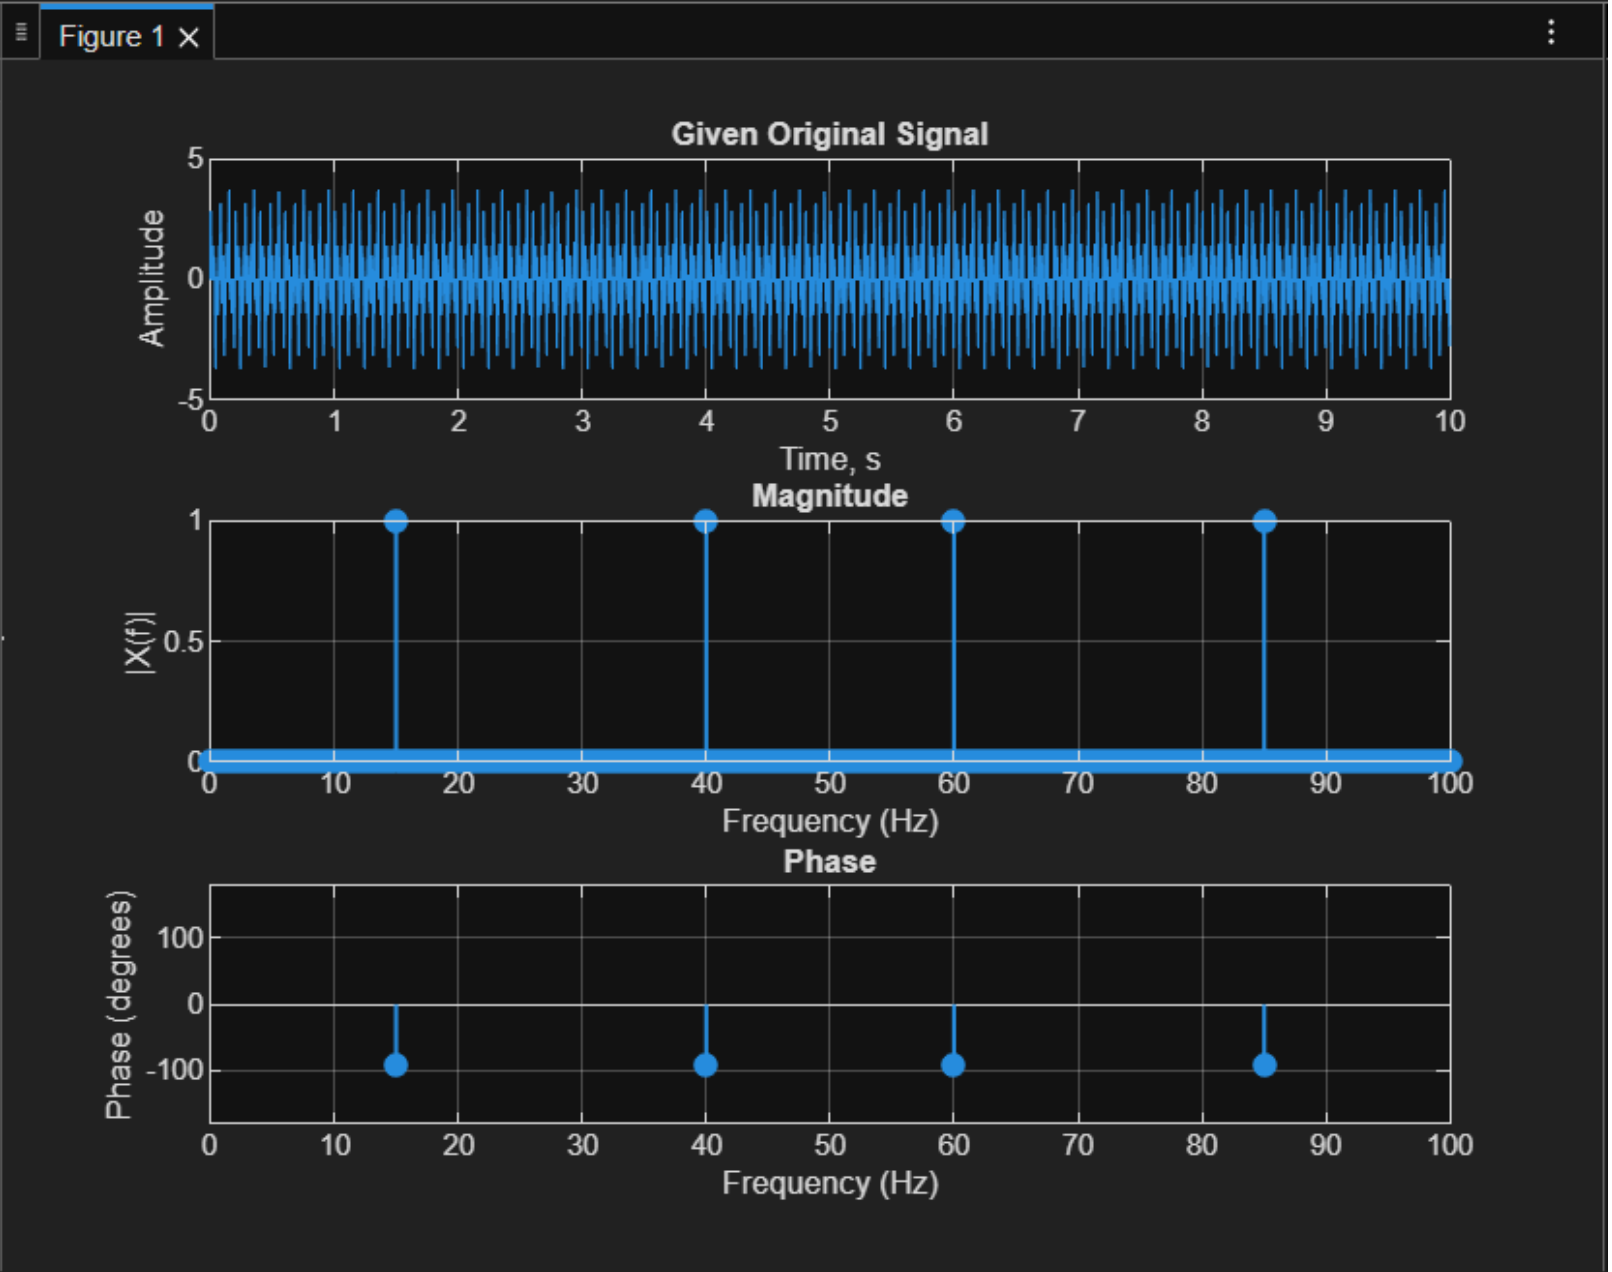 Figure 1
Given Original Signal
Amplitude
5
0
-5
0 1 2 3 4 5 6 7 8 9 10
Time, s
Magnitude
|X(f)|
1
0.5
0
0 10 20 30 40 50 60 70 80 90 100
Frequency (Hz)
Phase
Phase (degrees)
100
0
-100
0 10 20 30 40 50 60 70 80 90 100
Frequency (Hz)